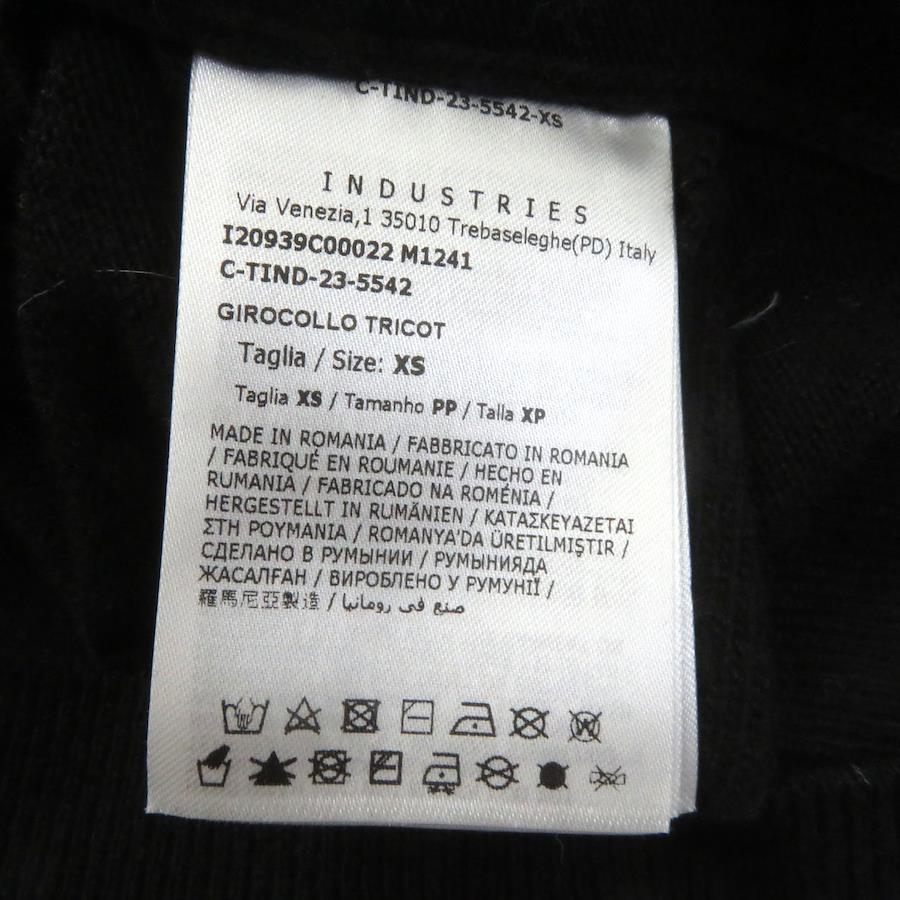 C-TIND-23-5542-XS
INDUSTRIES
Via Venezia,1 35010 Trebaseleghe(PD) Italy
I20939C00022 M1241
C-TIND-23-5542
GIROCOLLO TRICOT
Taglia / Size: XS
Taglia XS / Tamanho PP / Talla XP
MADE IN ROMANIA / FABBRICATO IN ROMANIA
/ FABRIQUÉ EN ROUMANIE / HECHO EN
RUMANIA / FABRICADO NA ROMÉNIA /
HERGESTELLT IN RUMÄNIEN / ΚΑΤΑΣΚΕΥΑΖΕΤΑΙ
ΣΤΗ ΡΟΥΜΑΝΙΑ / ROMANYA'DA ÜRETILMIŞTIR /
СДЕЛАНО В РУМЫНИИ / РУМЫНИЯДА
ЖАСАЛҒАН / ВИРОБЛЕНО У РУМУНІЇ /
羅馬尼亞製造 / صنع في رومانيا
W